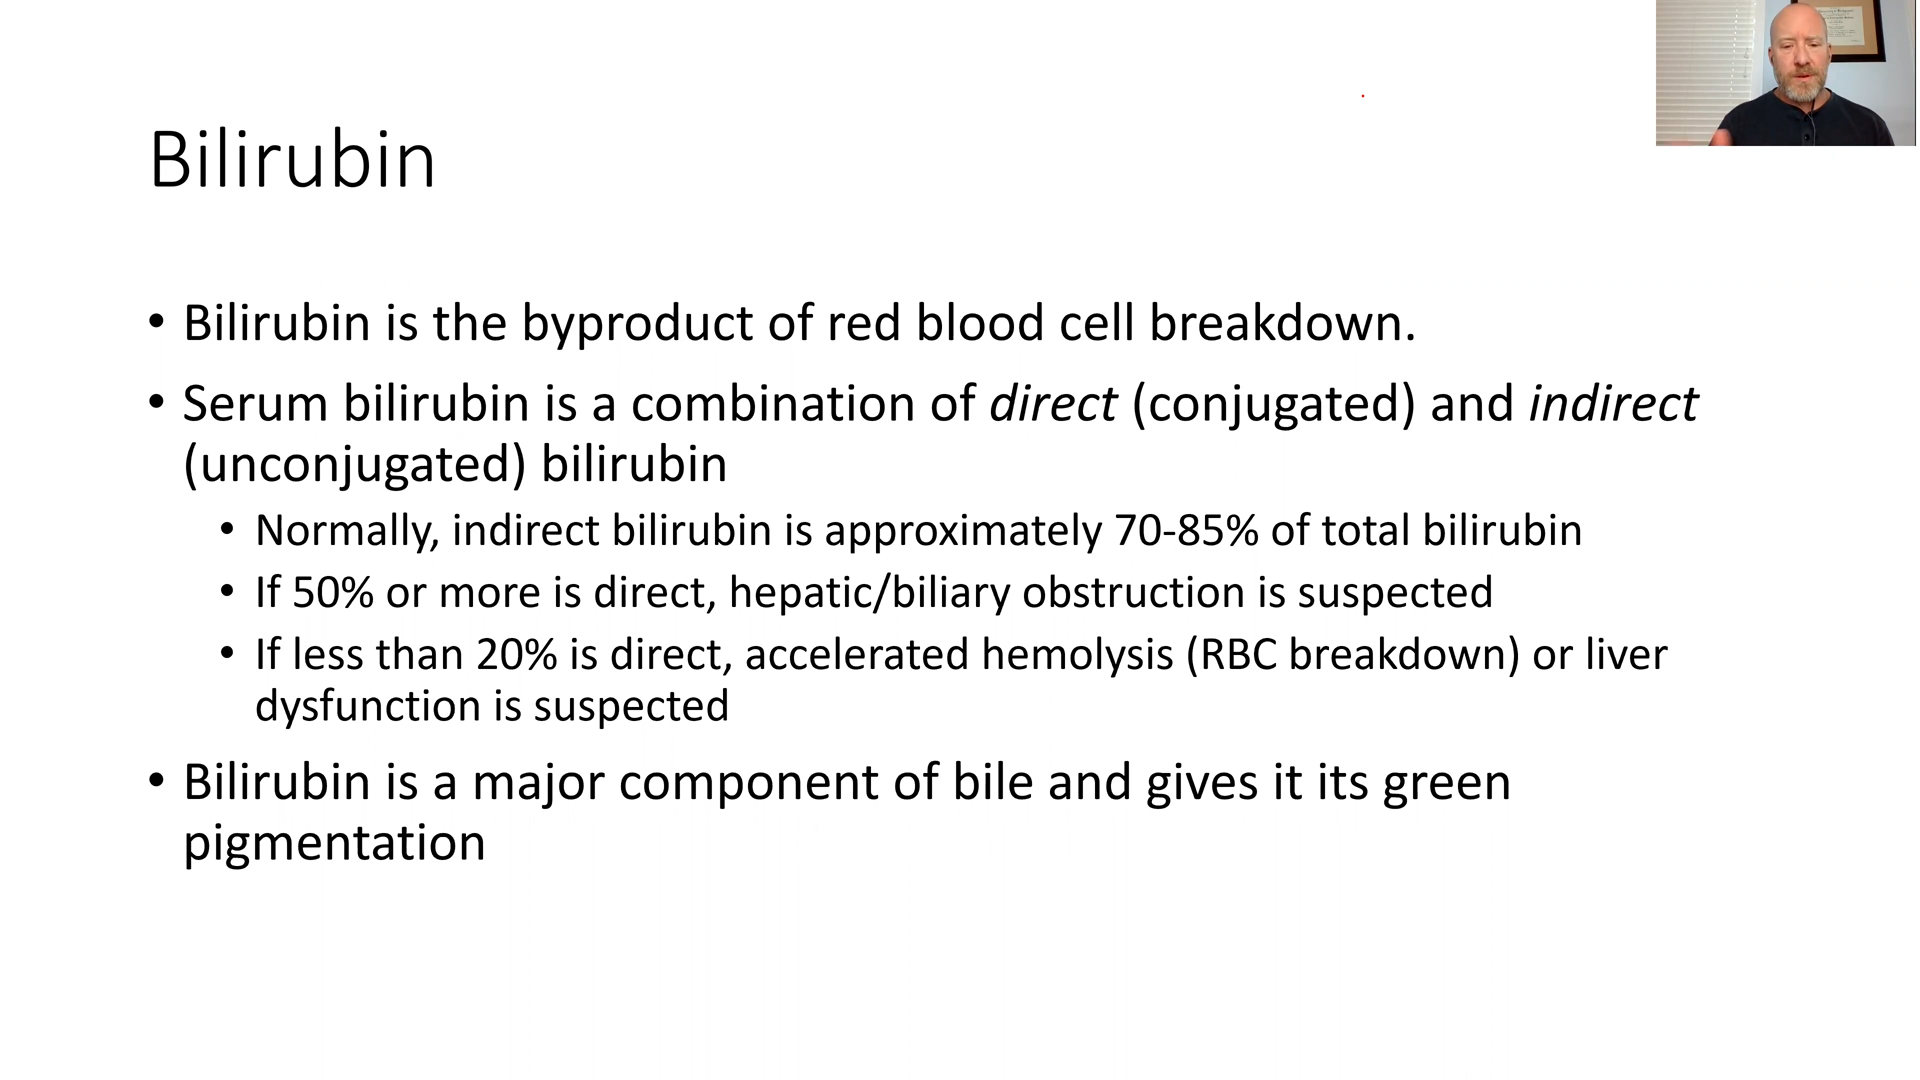 Bilirubin
• Bilirubin is the byproduct of red blood cell breakdown.
• Serum bilirubin is a combination of direct (conjugated) and indirect
(unconjugated) bilirubin
• Normally, indirect bilirubin is approximately 70-85% of total bilirubin
• If 50% or more is direct, hepatic/biliary obstruction is suspected
• If less than 20% is direct, accelerated hemolysis (RBC breakdown) or liver
dysfunction is suspected
• Bilirubin is a major component of bile and gives it its green
pigmentation